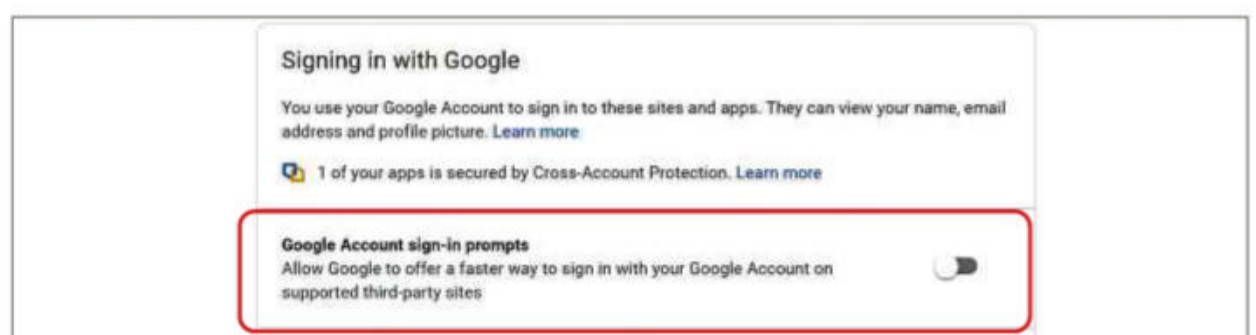 Signing in with Google
You use your Google Account to sign in to these sites and apps. They can view your name, email
address and profile picture. Learn more
1 of your apps is secured by Cross-Account Protection. Learn more
Google Account sign-in prompts
Allow Google to offer a faster way to sign in with your Google Account on
supported third-party sites